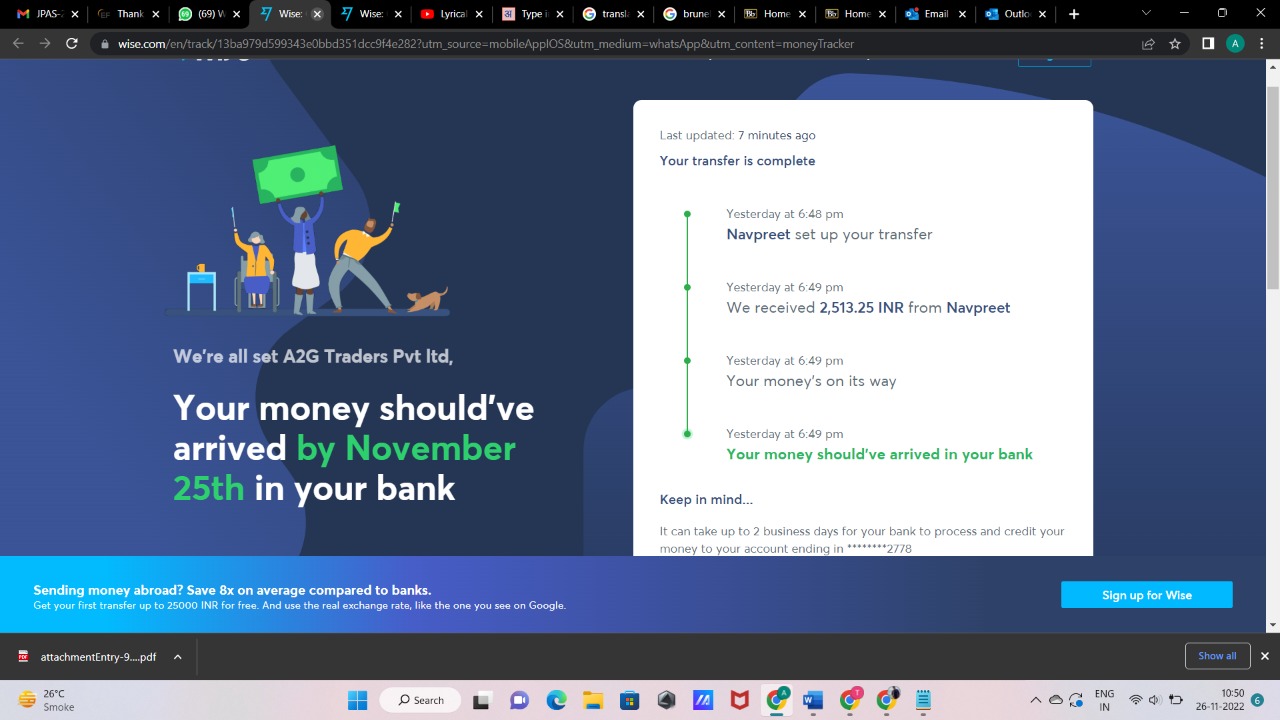 JPAS-
Thank
(69) W
Wise:
Wise:
Lyrical
Type i
transla
brunei
Home
Home
Email
Outlo
wise.com/en/track/13ba979d599343e0bbd351dcc9f4e282?utm_source=mobileAppIOS&utm_medium=whatsApp&utm_content=moneyTracker
A
Last updated: 7 minutes ago
Your transfer is complete
Yesterday at 6:48 pm
Navpreet set up your transfer
Yesterday at 6:49 pm
We received 2,513.25 INR from Navpreet
Yesterday at 6:49 pm
Your money's on its way
Yesterday at 6:49 pm
Your money should've arrived in your bank
Keep in mind...
It can take up to 2 business days for your bank to process and credit your
money to your account ending in ********2778
We're all set A2G Traders Pvt ltd,
Your money should've
arrived by November
25th in your bank
Sending money abroad? Save 8x on average compared to banks.
Get your first transfer up to 25000 INR for free. And use the real exchange rate, like the one you see on Google.
Sign up for Wise
attachmentEntry-9....pdf
Show all
26°C
Smoke
Search
ENG
IN
10:50
26-11-2022
6